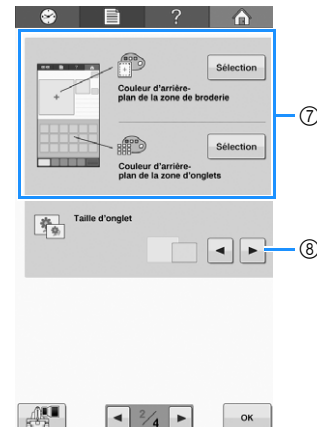 ?
Sélection
Couleur d'arrière-
plan de la zone de broderie
Sélection
Couleur d'arrière-
plan de la zone d'onglets
⑦
Taille d'onglet
⑧
2/4
OK